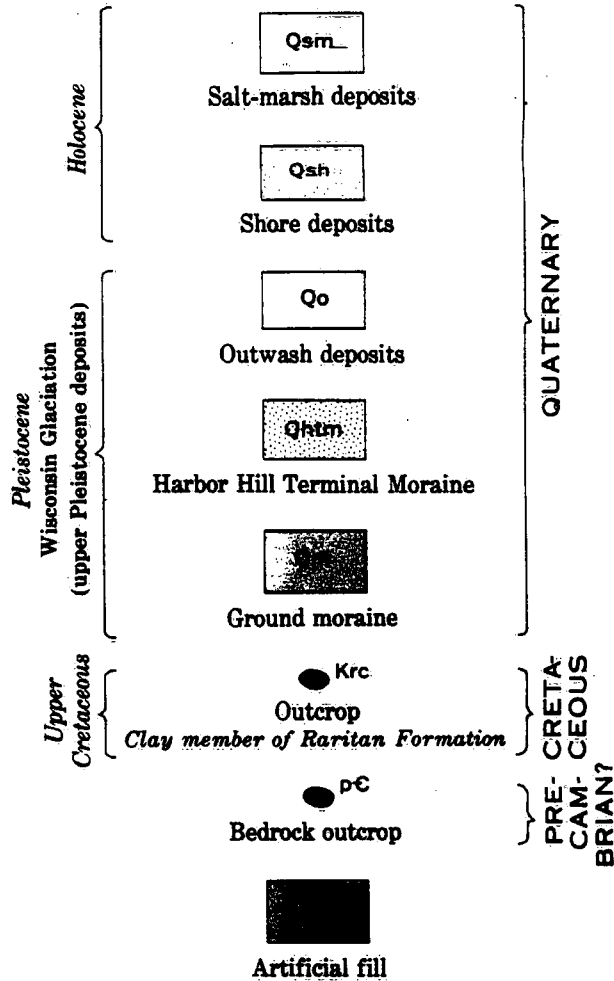 Holocene
Qsm
Salt-marsh deposits
Qsh
Shore deposits
Pleistocene
Wisconsin Glaciation
(upper Pleistocene deposits)
Qo
Outwash deposits
Qhtm
Harbor Hill Terminal Moraine
Ground moraine
QUATERNARY
Upper
Cretaceous
Krc
Outcrop
Clay member of Raritan Formation
CRETA-
CEOUS
p-Є
Bedrock outcrop
PRE-
CAM-
BRIAN?
Artificial fill